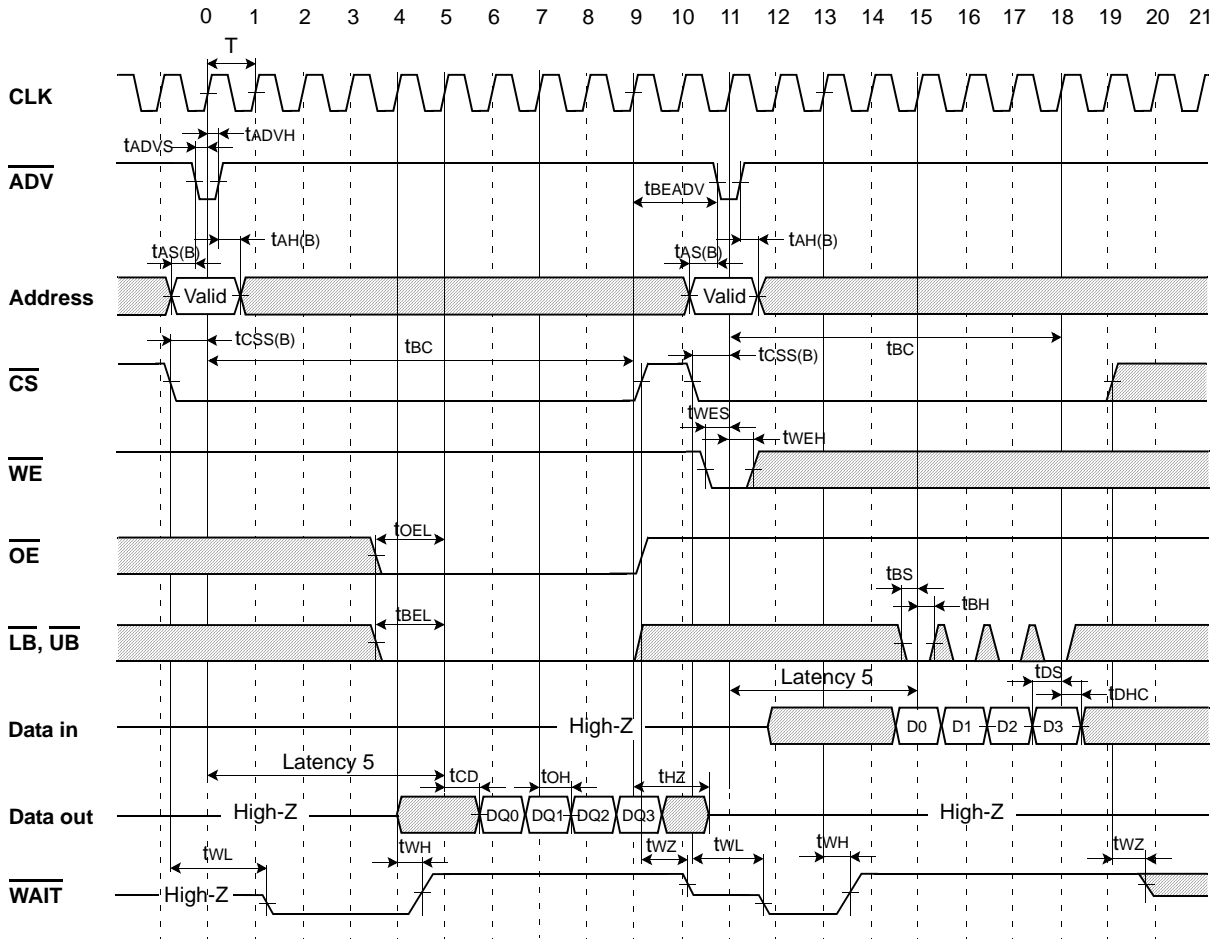 0 1 2 3 4 5 6 7 8 9 10 11 12 13 14 15 16 17 18 19 20 21
T
CLK
tADVH
tADVS
ADV
tBEADV
tAH(B)
tAH(B)
tAS(B)
tAS(B)
Address
Valid
Valid
tCSS(B)
tBC
tCSS(B)
tBC
CS
tWES
tWEH
WE
tOEL
OE
tBS
tBEL
tBH
LB, UB
tDS
Latency 5
tDHC
Data in
High-Z
D0 D1 D2 D3
Latency 5
tCD
tOH
tHZ
Data out
High-Z
DQ0 DQ1 DQ2 DQ3
High-Z
tWL
tWH
tWZ
tWL
tWH
tWZ
WAIT
High-Z